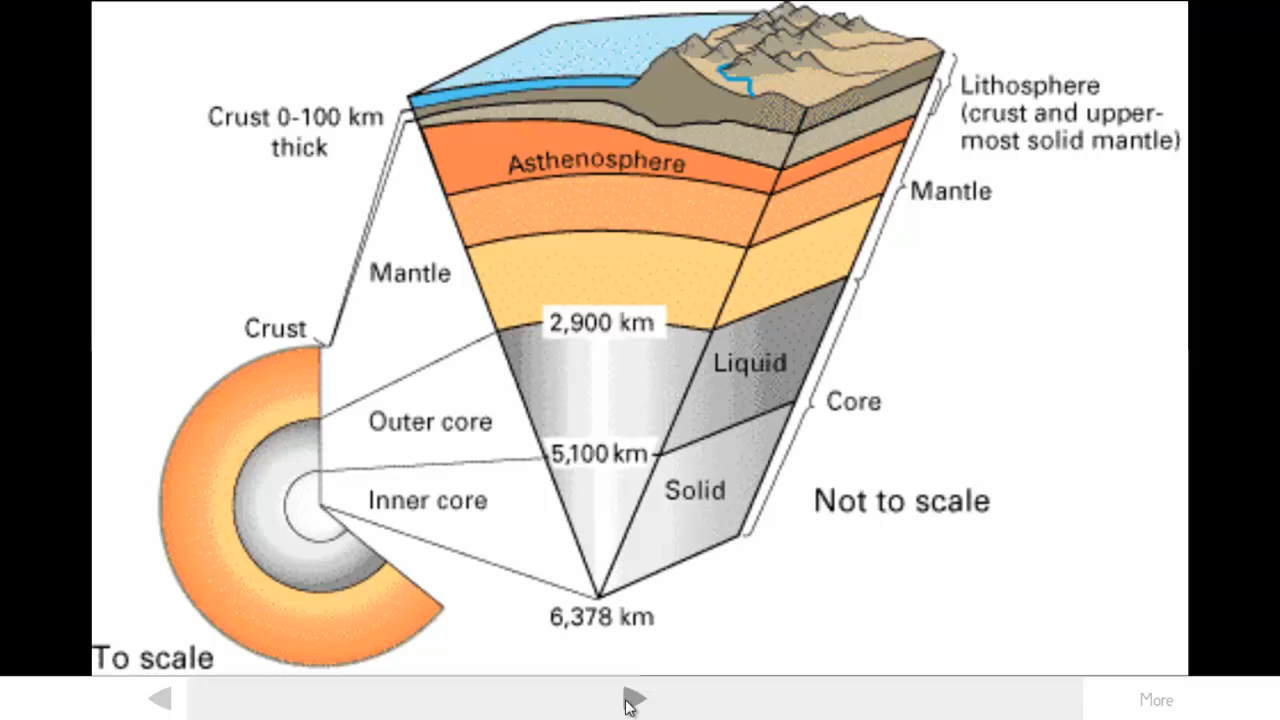 Crust 0-100 km
thick
Lithosphere
(crust and upper-
most solid mantle)
Asthenosphere
Mantle
Mantle
Crust
2,900 km
Liquid
Outer core
Core
5,100 km
Inner core
Solid
Not to scale
6,378 km
To scale
More